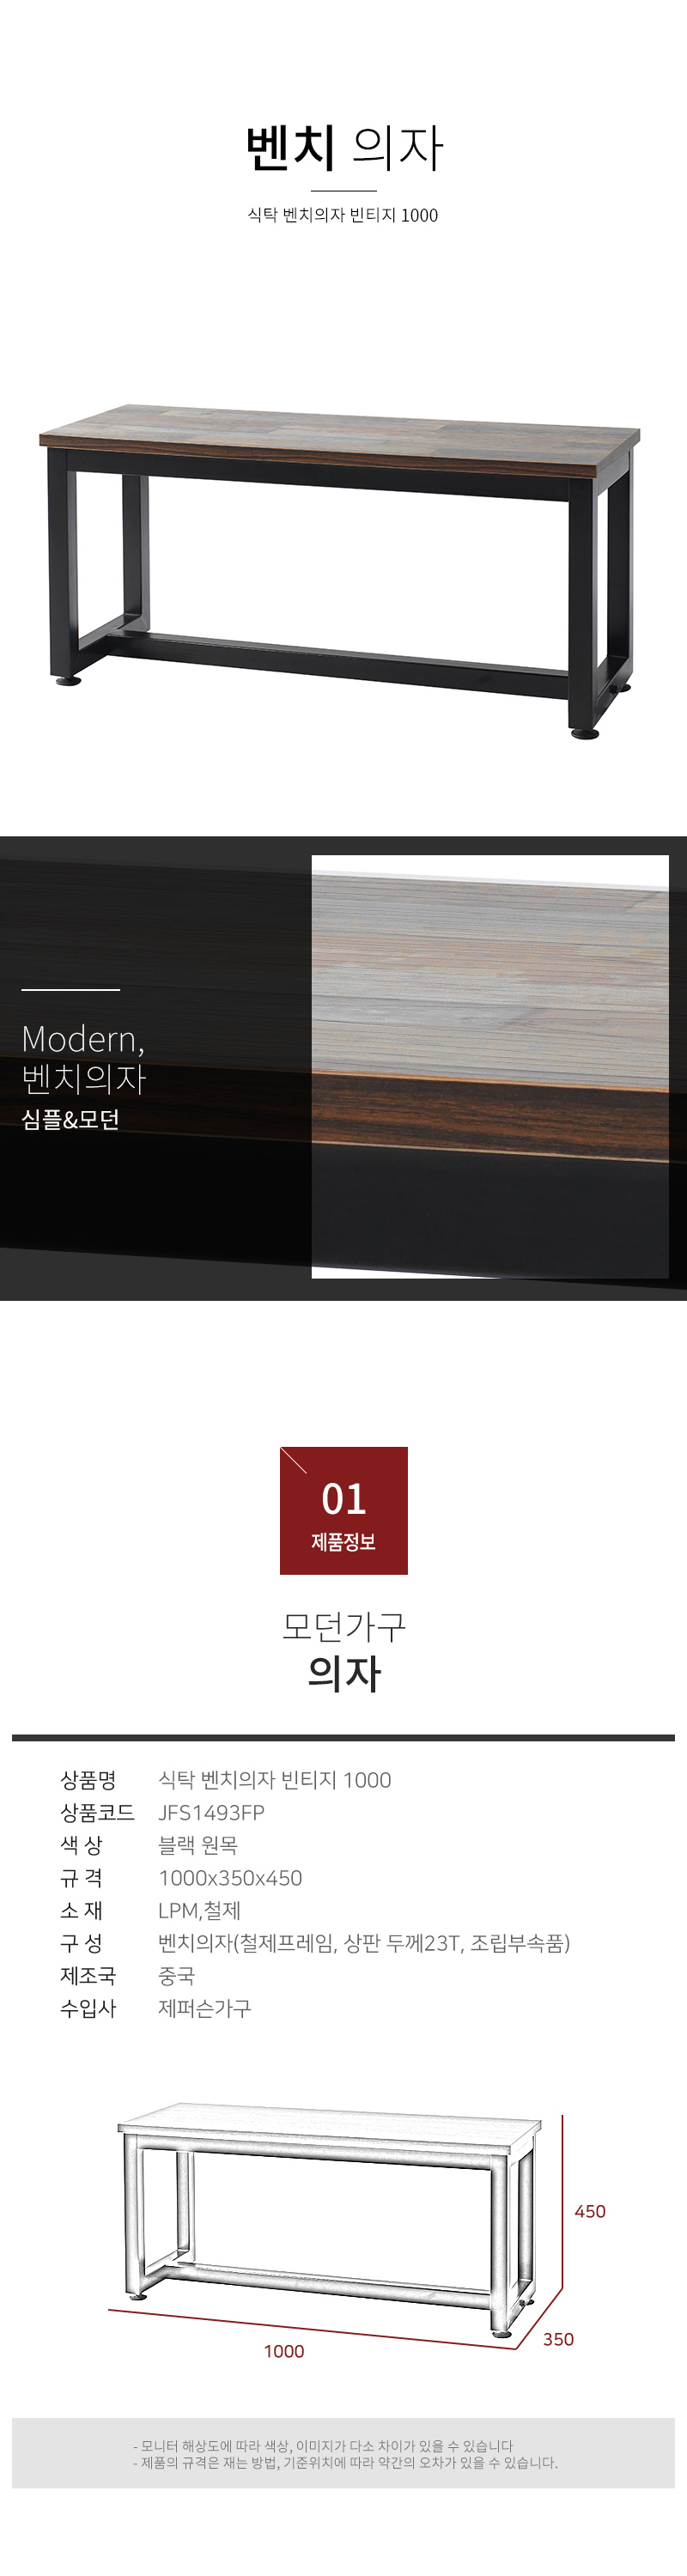 벤치 의자
식탁 벤치의자 빈티지 1000
Modern,
벤치의자
심플&모던
01
제품정보
모던가구
의자
상품명 식탁 벤치의자 빈티지 1000
상품코드 JFS1493FP
색 상 블랙 원목
규 격 1000x350x450
소 재 LPM,철제
구 성 벤치의자(철제프레임, 상판 두께23T, 조립부속품)
제조국 중국
수입사 제퍼슨가구
450
350
1000
- 모니터 해상도에 따라 색상, 이미지가 다소 차이가 있을 수 있습니다
- 제품의 규격은 재는 방법, 기준위치에 따라 약간의 오차가 있을 수 있습니다.